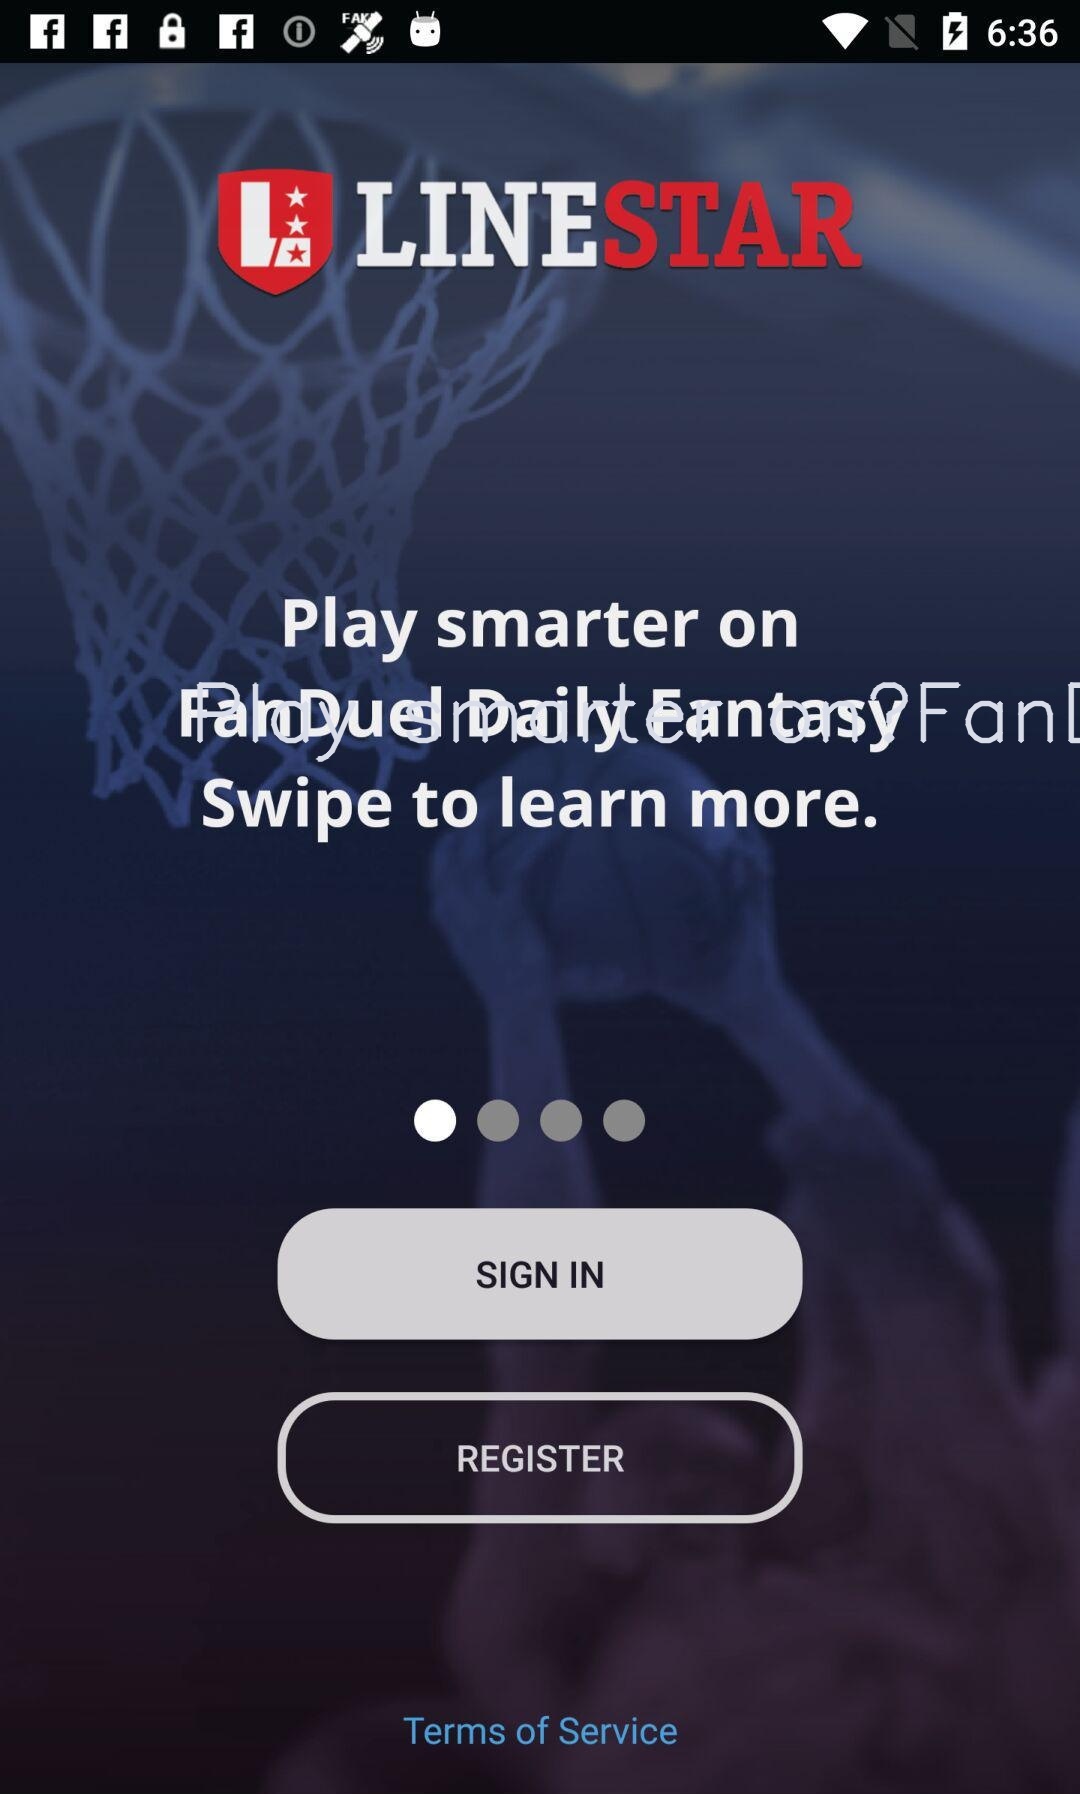 FAK
6:36
LINESTAR
Play smarter on
FanDuel Daily Fantasy
Play smarter on?FanD
Swipe to learn more.
SIGN IN
REGISTER
Terms of Service